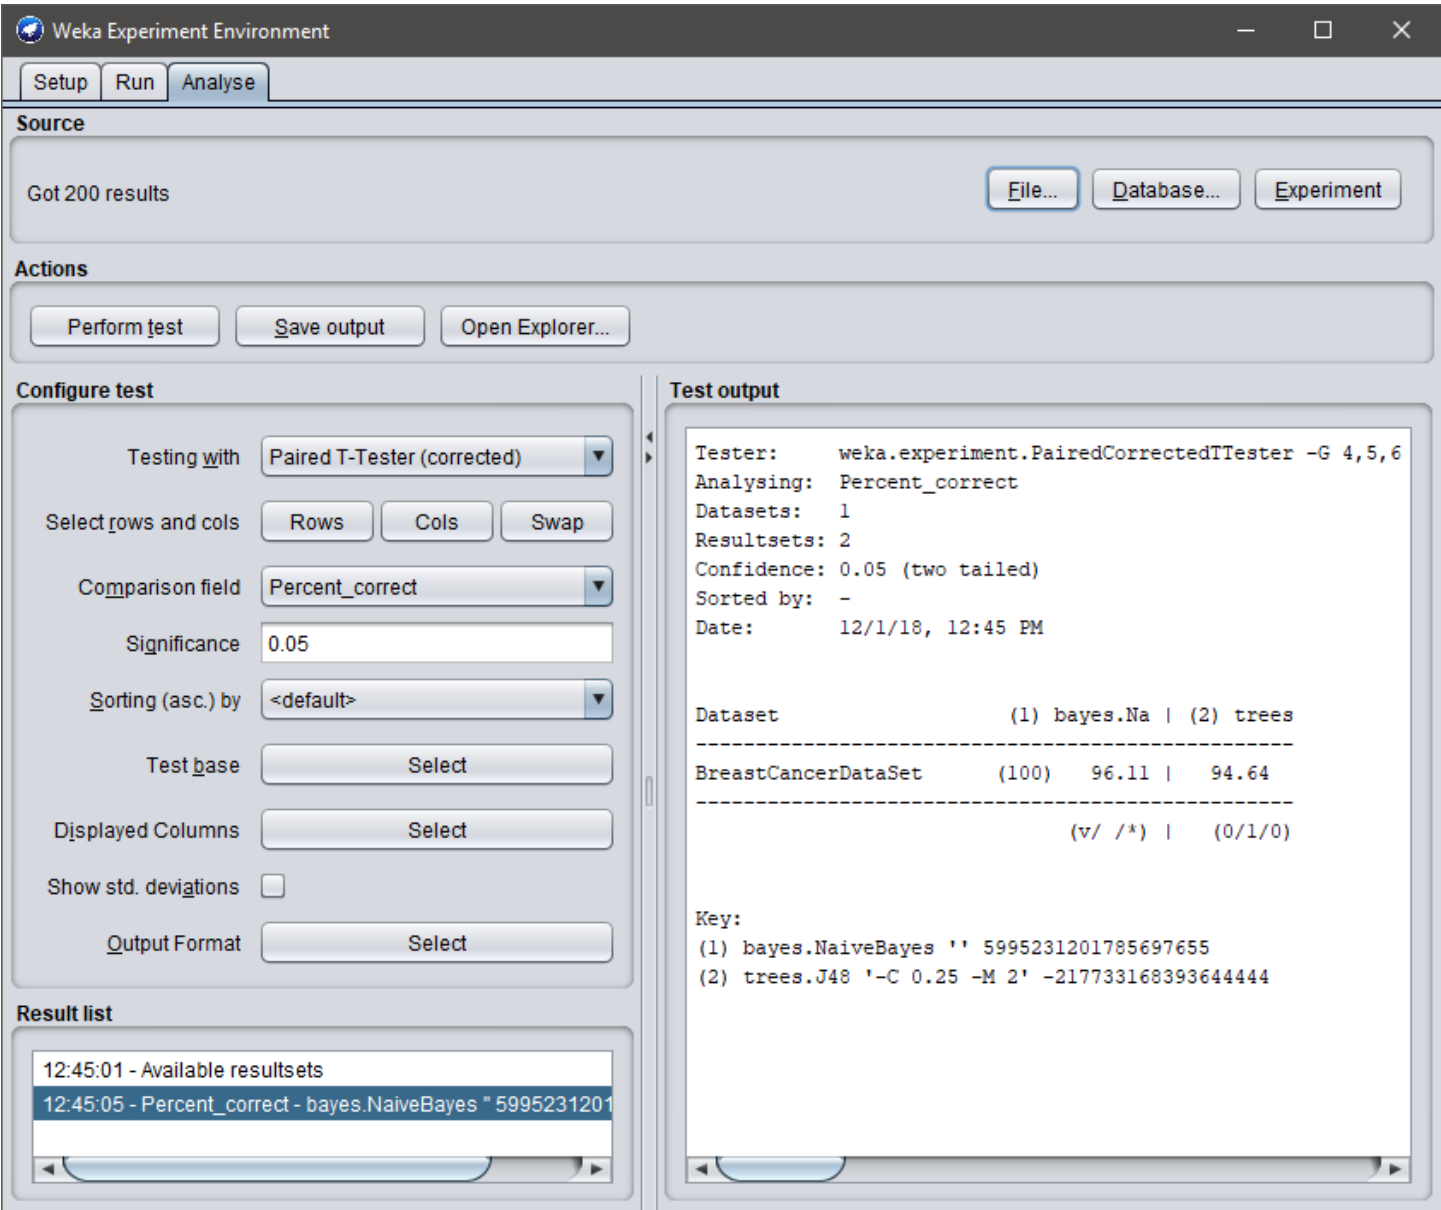 Weka Experiment Environment
Setup Run Analyse
Source
Got 200 results File... Database... Experiment
Actions
Perform test Save output Open Explorer...
Configure test
Testing with Paired T-Tester (corrected)
Select rows and cols Rows Cols Swap
Comparison field Percent_correct
Significance 0.05
Sorting (asc.) by <default>
Test base Select
Displayed Columns Select
Show std. deviations
Output Format Select
Result list
12:45:01 - Available resultsets
12:45:05 - Percent_correct - bayes.NaiveBayes '' 5995231201
Test output
Tester: weka.experiment.PairedCorrectedTTester -G 4,5,6
Analysing: Percent_correct
Datasets: 1
Resultsets: 2
Confidence: 0.05 (two tailed)
Sorted by: -
Date: 12/1/18, 12:45 PM
Dataset (1) bayes.Na | (2) trees
--------------------------------------------------
BreastCancerDataSet (100) 96.11 | 94.64
--------------------------------------------------
(v/ /*) | (0/1/0)
Key:
(1) bayes.NaiveBayes '' 5995231201785697655
(2) trees.J48 '-C 0.25 -M 2' -217733168393644444